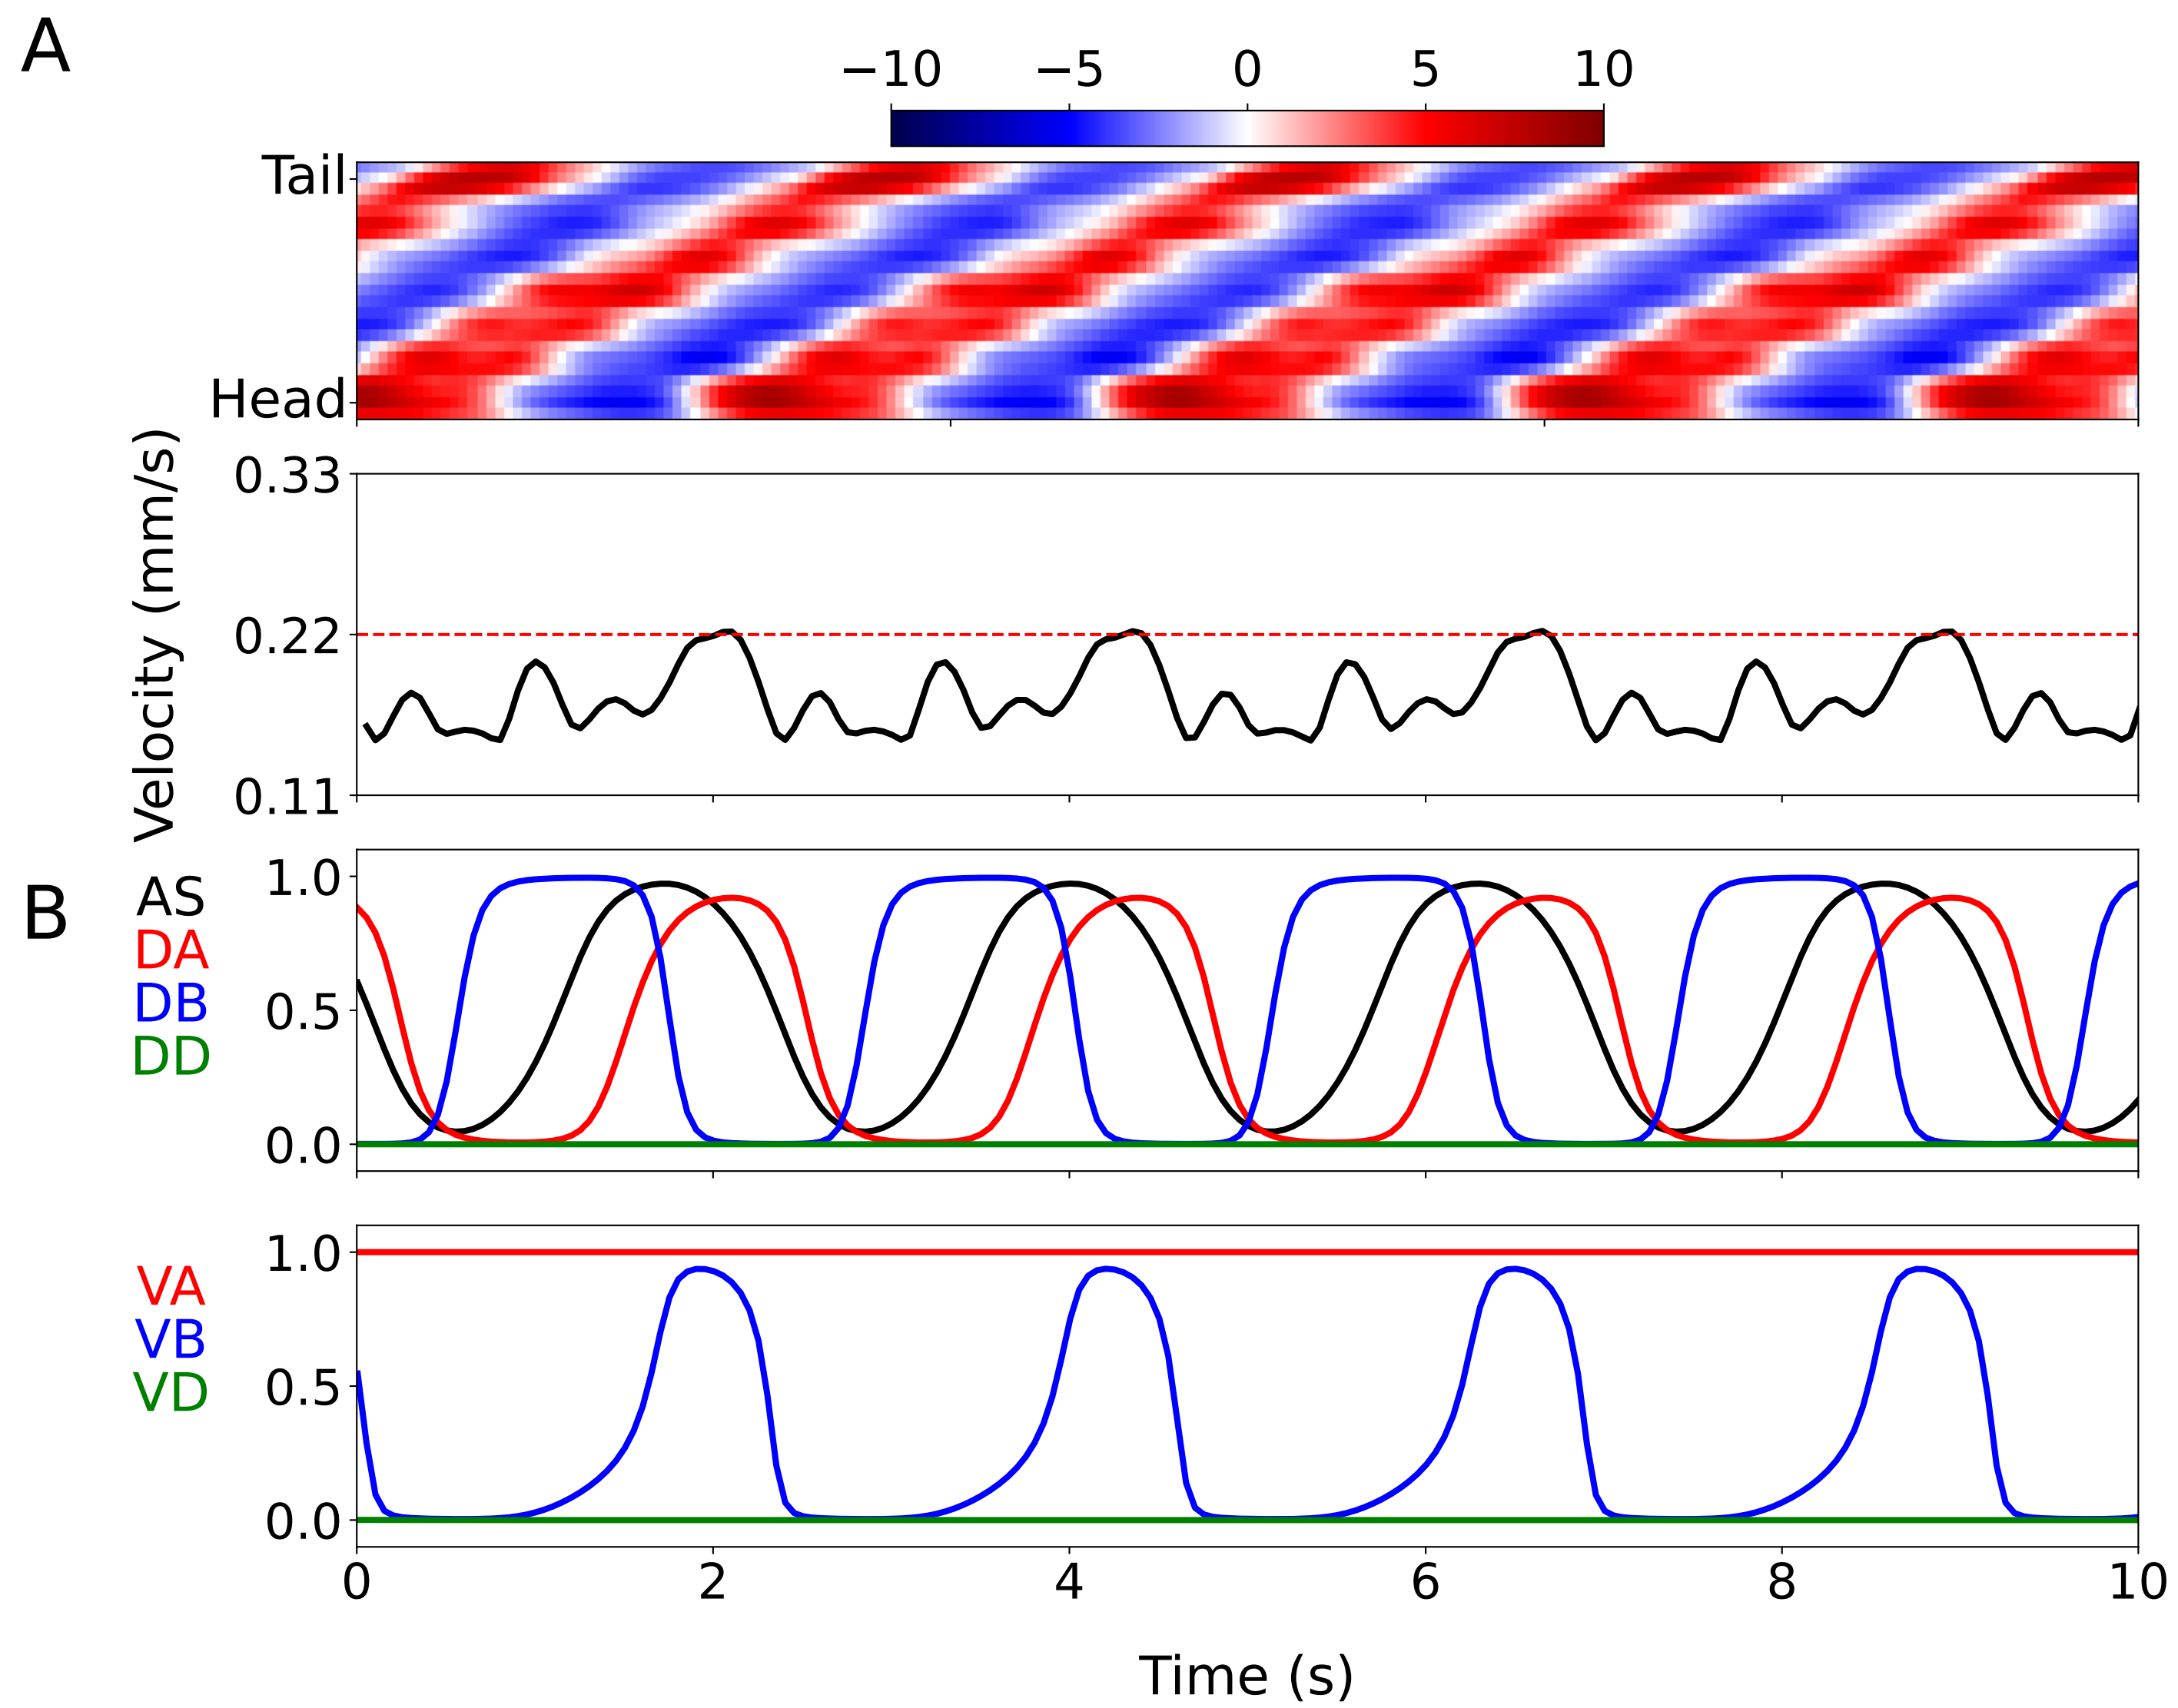 A
−10 −5 0 5 10
Tail
Head
Velocity (mm/s)
0.33
0.22
0.11
B
AS
DA
DB
DD
1.0
0.5
0.0
VA
VB
VD
1.0
0.5
0.0
0 2 4 6 8 10
Time (s)